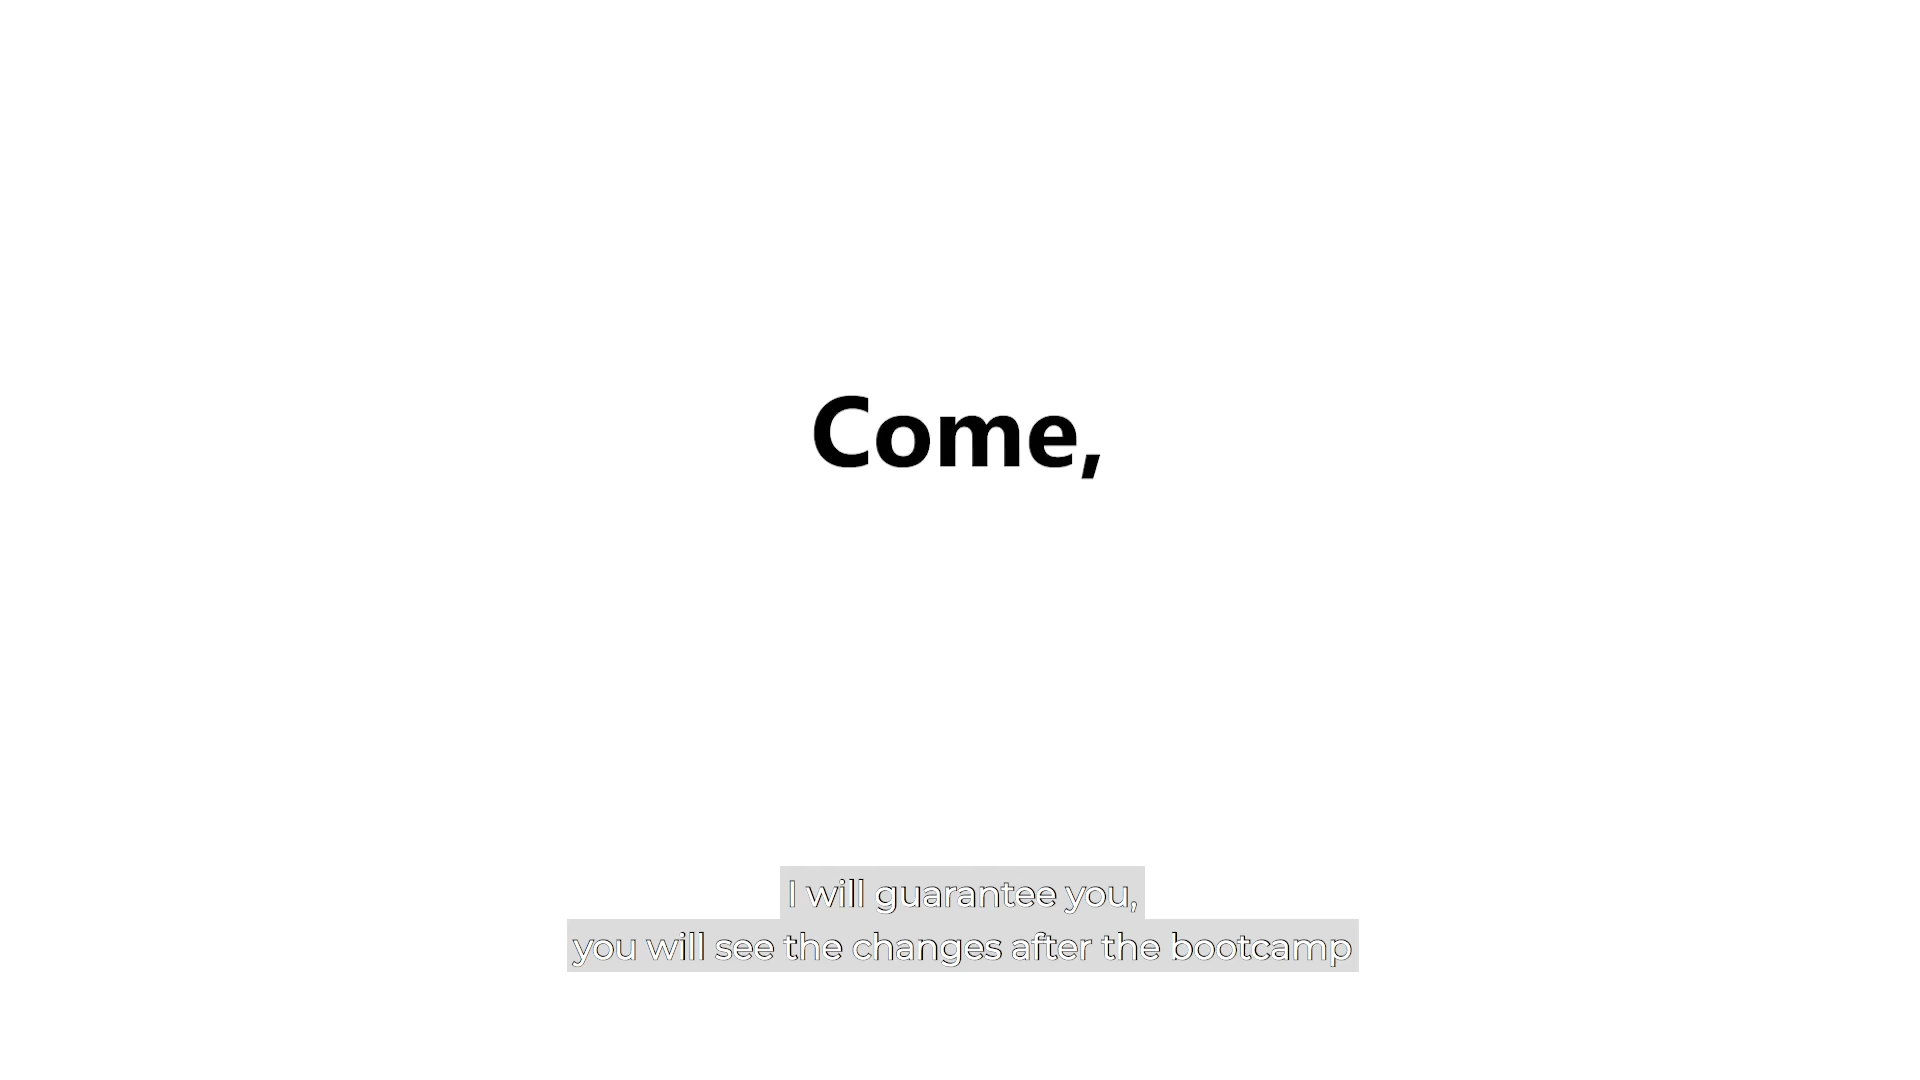 Come,
I will guarantee you,
you will see the changes after the bootcamp